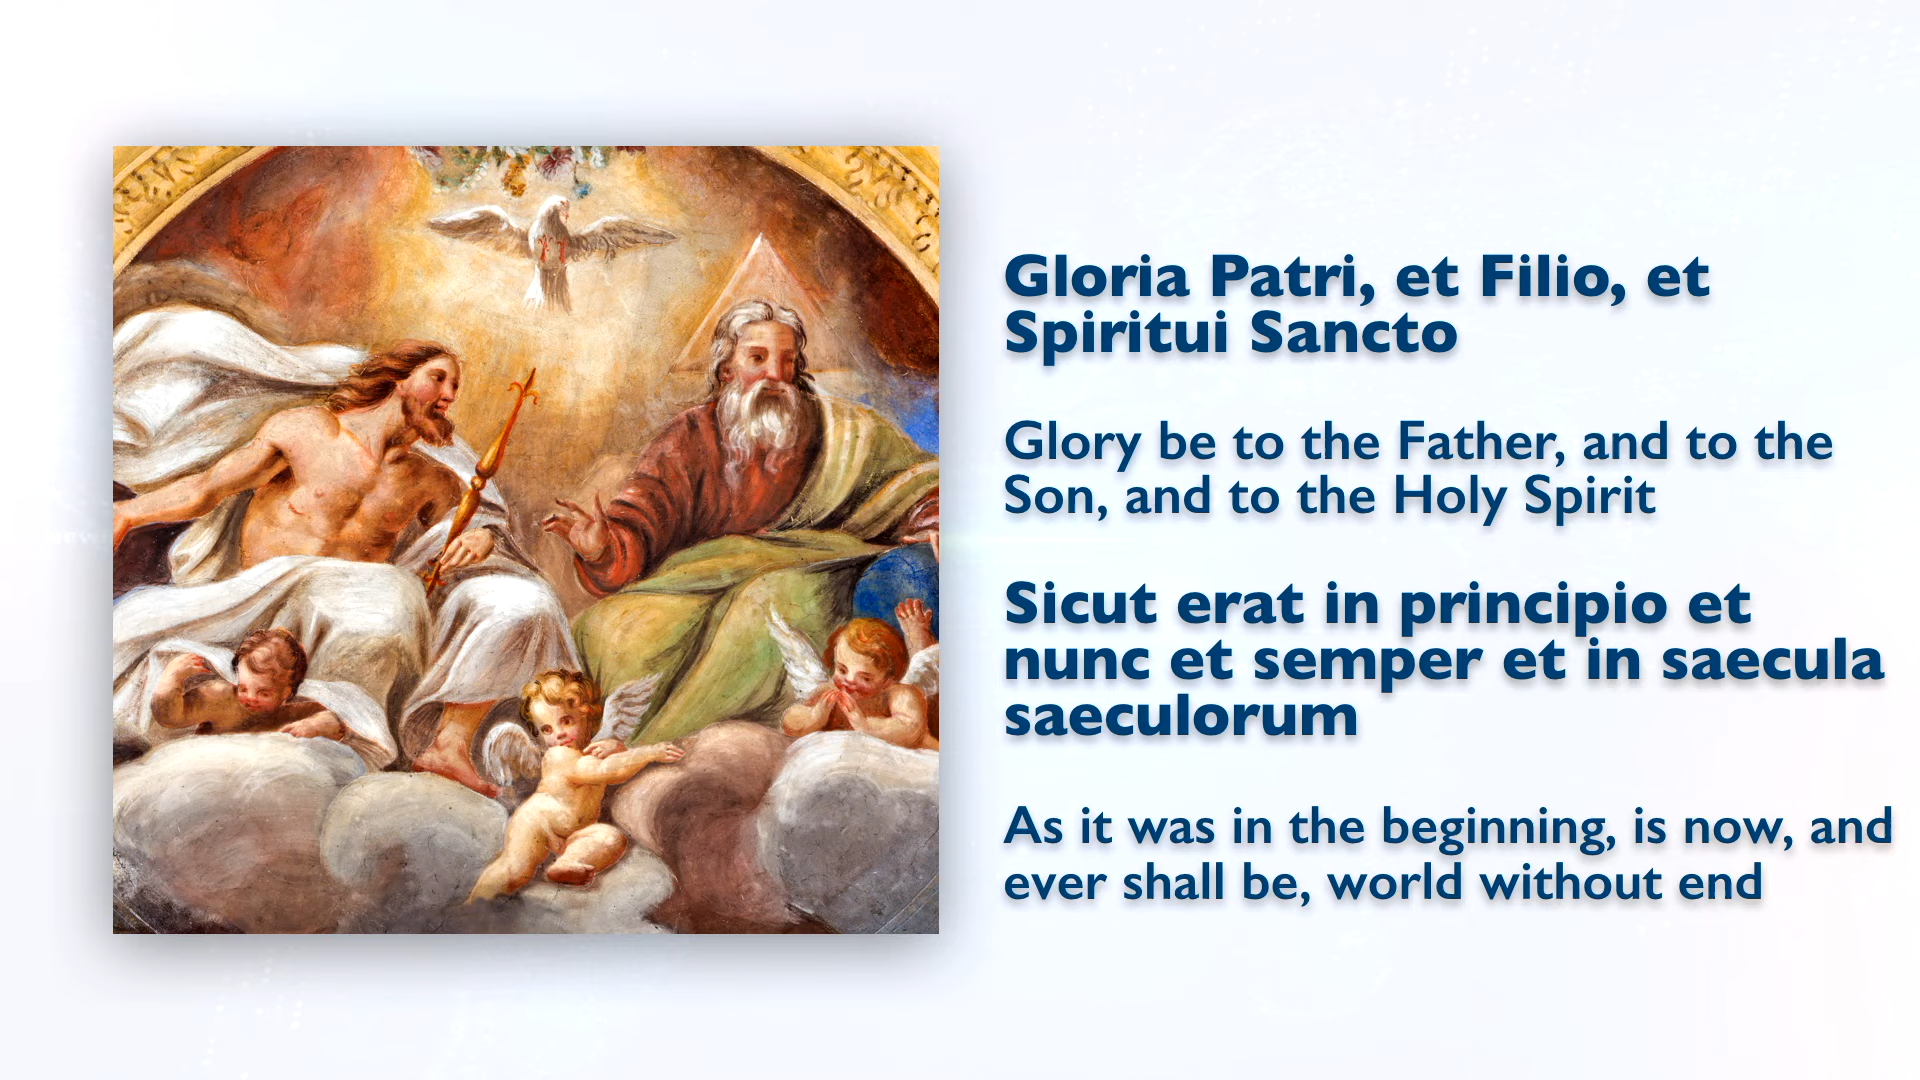 Gloria Patri, et Filio, et
Spiritui Sancto
Glory be to the Father, and to the
Son, and to the Holy Spirit
Sicut erat in principio et
nunc et semper et in saecula
saeculorum
As it was in the beginning, is now, and
ever shall be, world without end